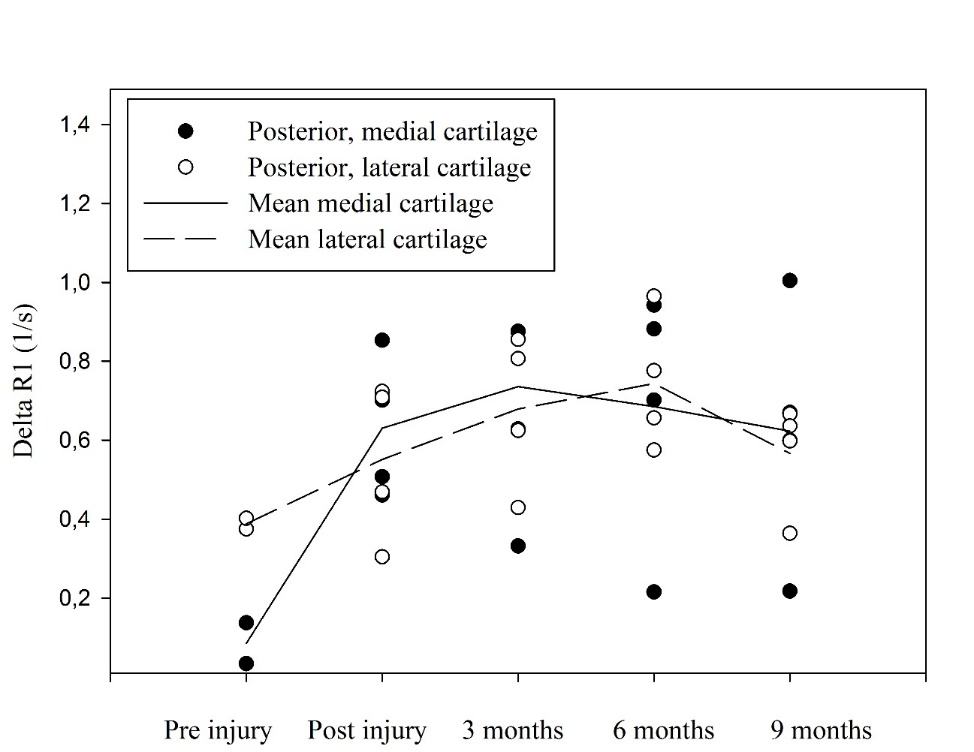 Posterior, medial cartilage
Posterior, lateral cartilage
Mean medial cartilage
Mean lateral cartilage
Delta R1 (1/s)
1,4
1,2
1,0
0,8
0,6
0,4
0,2
Pre injury Post injury 3 months 6 months 9 months